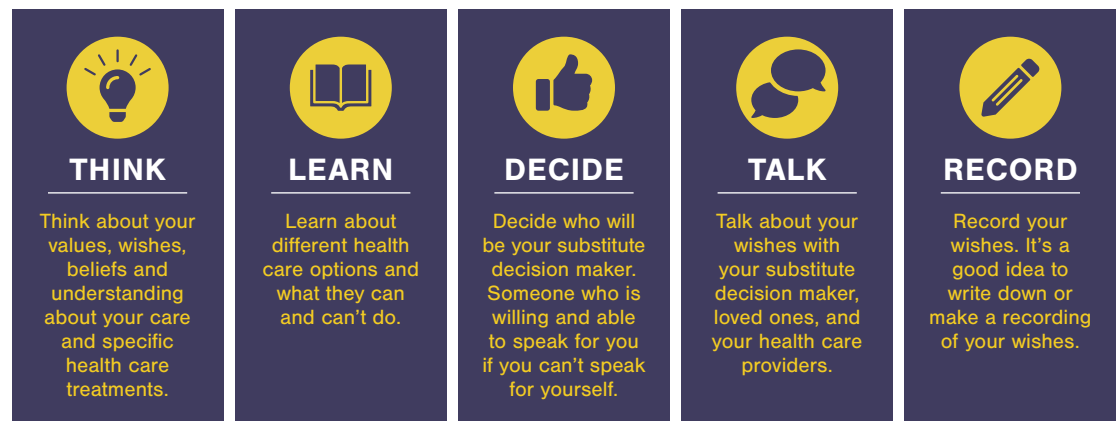 THINK
Think about your
values, wishes,
beliefs and
understanding
about your care
and specific
health care
treatments.
LEARN
Learn about
different health
care options and
what they can
and can't do.
DECIDE
Decide who will
be your substitute
decision maker.
Someone who is
willing and able
to speak for you
if you can't speak
for yourself.
TALK
Talk about your
wishes with
your substitute
decision maker,
loved ones, and
your health care
providers.
RECORD
Record your
wishes. It's a
good idea to
write down or
make a recording
of your wishes.